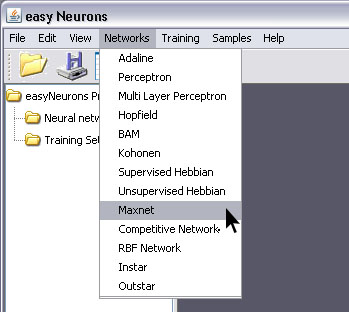 easy Neurons
File Edit View Networks Training Samples Help
Adaline
Perceptron
Multi Layer Perceptron
Hopfield
BAM
Kohonen
Supervised Hebbian
Unsupervised Hebbian
Maxnet
Competitive Network
RBF Network
Instar
Outstar
easyNeurons Pr
Neural netw
Training Se